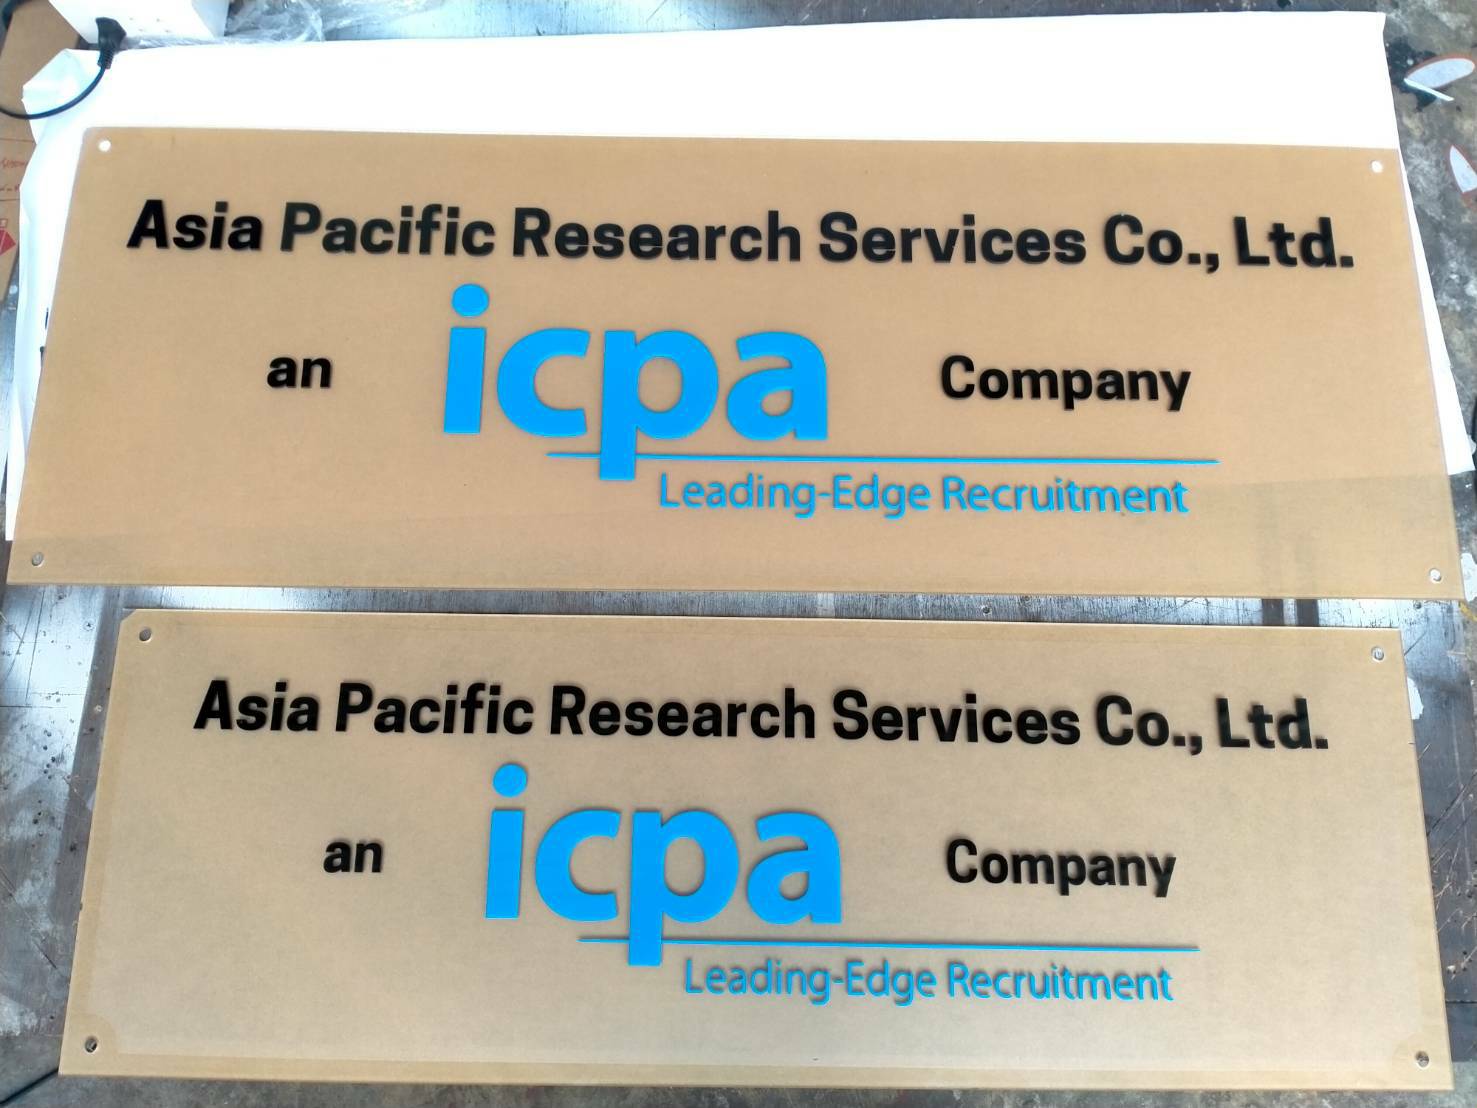 Asia Pacific Research Services Co., Ltd.
an icpa Company
Leading-Edge Recruitment
Asia Pacific Research Services Co., Ltd.
an icpa Company
Leading-Edge Recruitment